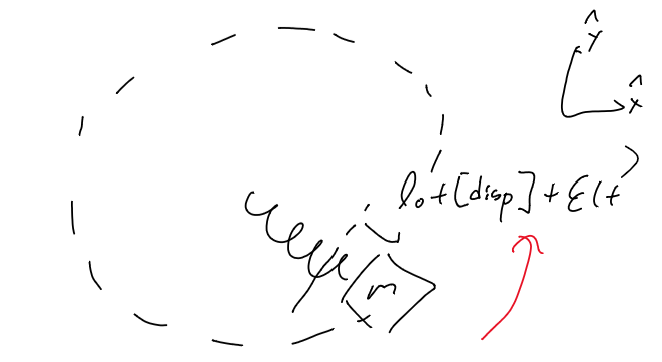 ŷ
x̂
l₀ + [disp] + ε(t)
m